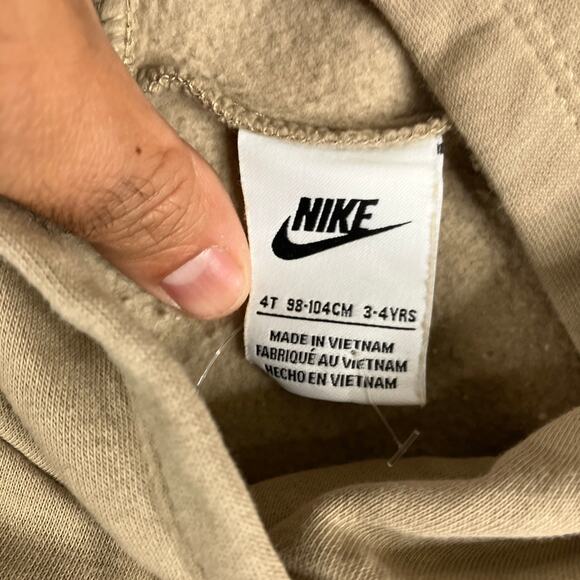 NIKE
4T 98-104CM 3-4YRS
MADE IN VIETNAM
FABRIQUÉ AU VIETNAM
HECHO EN VIETNAM